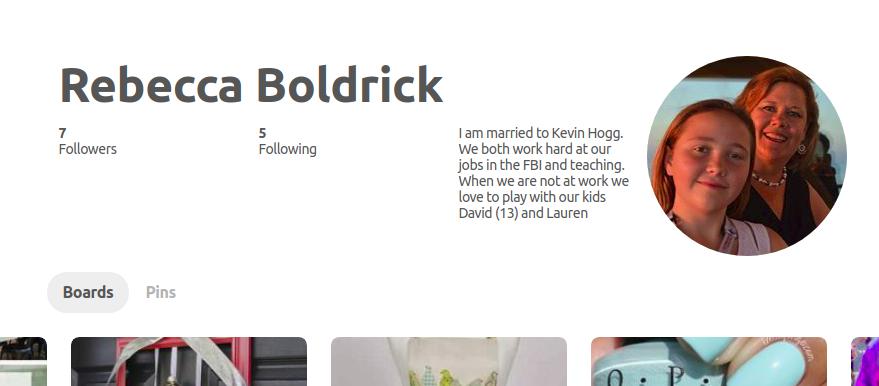 Rebecca Boldrick
7
Followers
5
Following
I am married to Kevin Hogg.
We both work hard at our
jobs in the FBI and teaching.
When we are not at work we
love to play with our kids
David (13) and Lauren
Boards
Pins
O . P . I